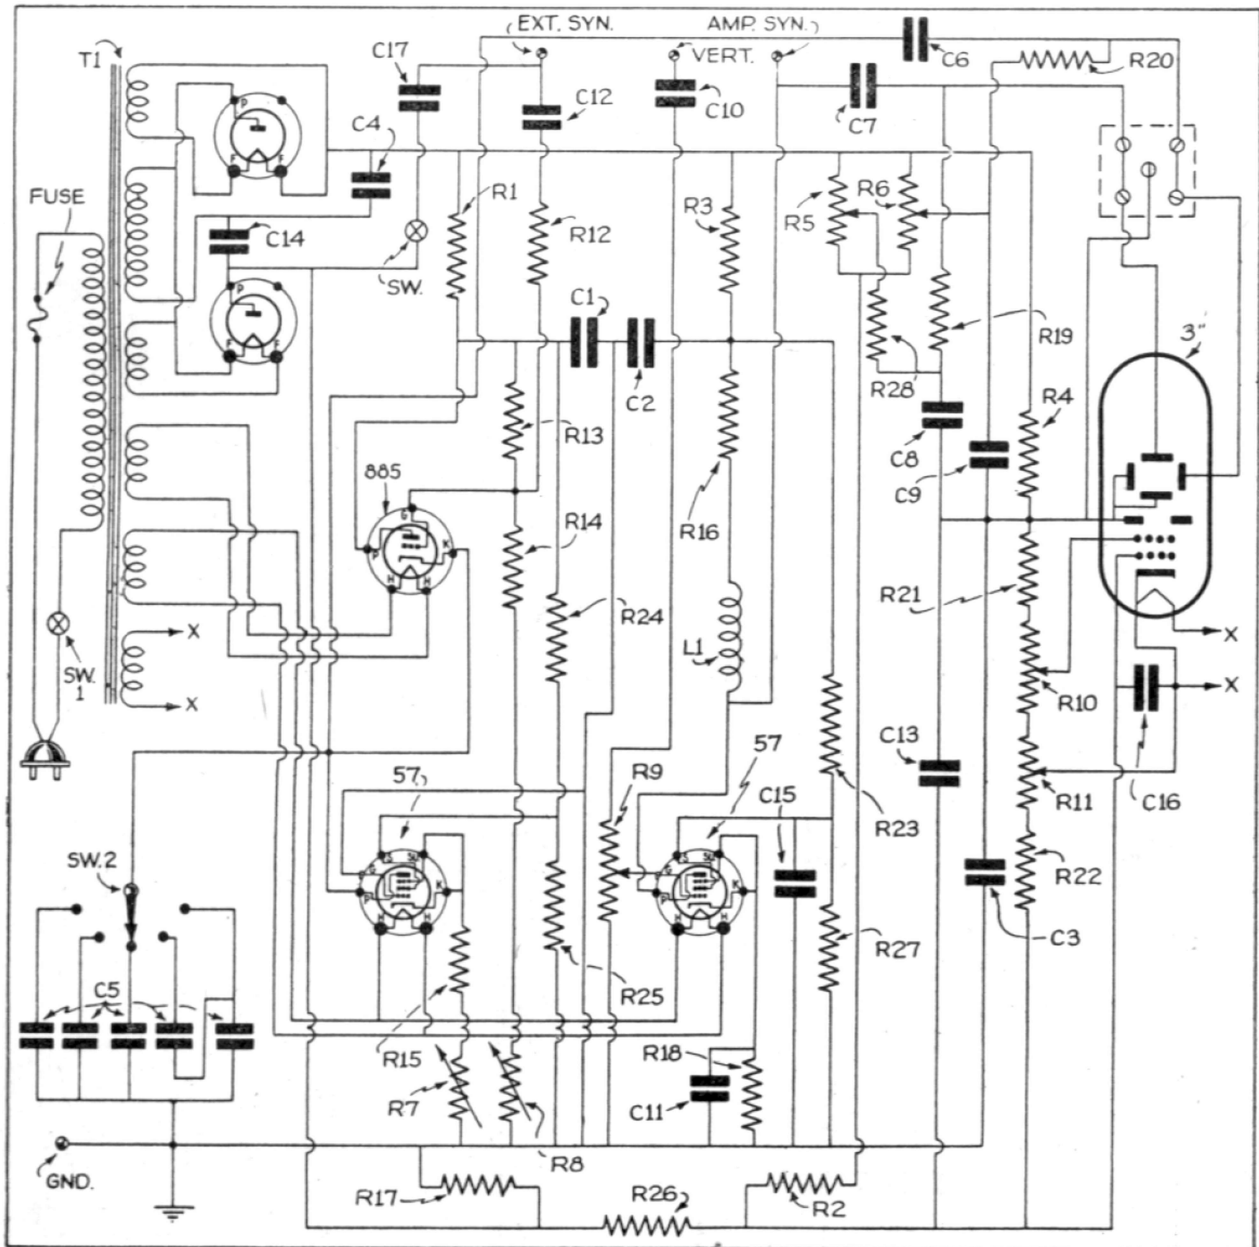 EXT. SYN.
AMP. SYN.
VERT.
T1
C17
C12
C10
C6
R20
C7
C4
FUSE
R1
R12
R3
R5
R6
C14
SW.
C1
R19
3"
C2
R28
R4
R13
C8
C9
885
R14
R16
R21
R24
L1
X
X
X
X
SW. 1
R10
C13
R11
C16
57
R9
57
C15
R23
SW.2
R22
C3
R27
C5
R25
R15
R18
R7
C11
R8
GND.
R17
R26
R2
P
F
F
P
F
F
G
P
K
H
H
G
S
SU
P
K
H
H
G
S
SU
P
K
H
H